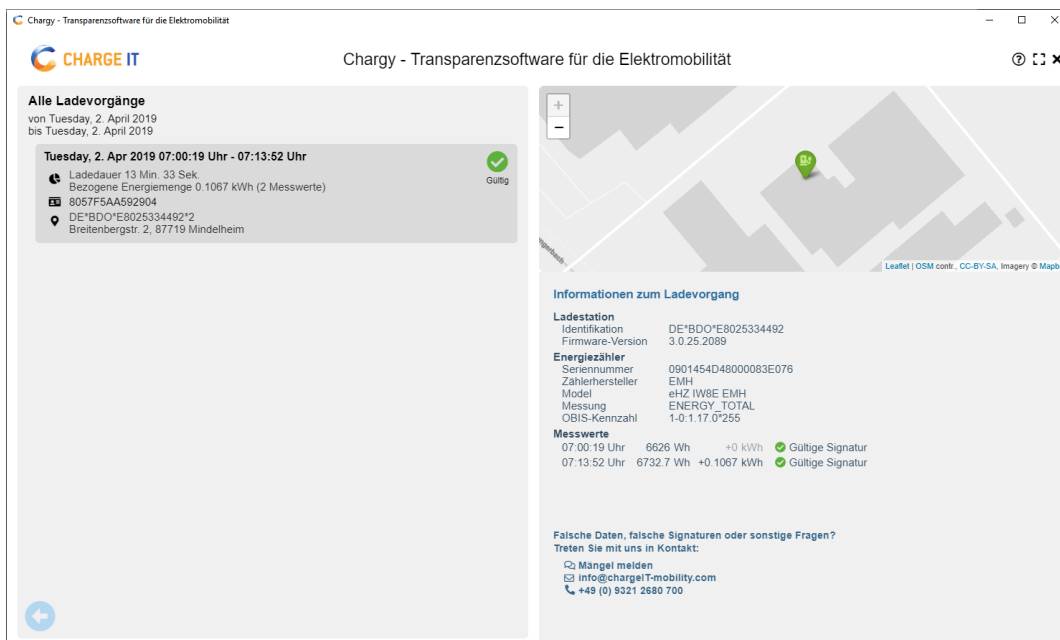 Chargy - Transparenzsoftware für die Elektromobilität
CHARGE IT
Chargy - Transparenzsoftware für die Elektromobilität
Alle Ladevorgänge
von Tuesday, 2. April 2019
bis Tuesday, 2. April 2019
Tuesday, 2. Apr 2019 07:00:19 Uhr - 07:13:52 Uhr
Ladedauer 13 Min. 33 Sek.
Bezogene Energiemenge 0.1067 kWh (2 Messwerte)
Gültig
8057F5AA592904
DE*BDO*E8025334492*2
Breitenbergstr. 2, 87719 Mindelheim
+
−
ngerbach
Leaflet | OSM contr., CC-BY-SA, Imagery © Mapb
Informationen zum Ladevorgang
Ladestation
Identifikation DE*BDO*E8025334492
Firmware-Version 3.0.25.2089
Energiezähler
Seriennummer 0901454D48000083E076
Zählerhersteller EMH
Model eHZ IW8E EMH
Messung ENERGY_TOTAL
OBIS-Kennzahl 1-0:1.17.0*255
Messwerte
07:00:19 Uhr 6626 Wh +0 kWh Gültige Signatur
07:13:52 Uhr 6732.7 Wh +0.1067 kWh Gültige Signatur
Falsche Daten, falsche Signaturen oder sonstige Fragen?
Treten Sie mit uns in Kontakt:
Mängel melden
info@chargeIT-mobility.com
+49 (0) 9321 2680 700